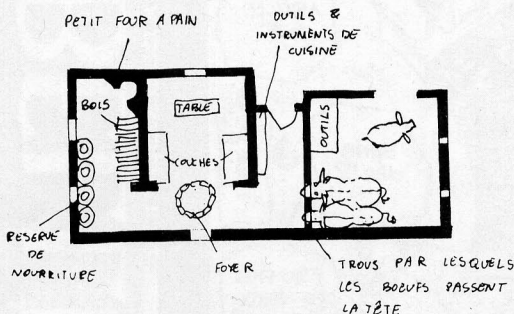 PETIT FOUR A PAIN
OUTILS &
INSTRUMENTS DE
CUISINE
BOIS
TABLE
OUTILS
COUCHES
RESERVE
DE
NOURRITURE
FOYER
TROUS PAR LESQUELS
LES BOEUFS PASSENT
LA TÊTE